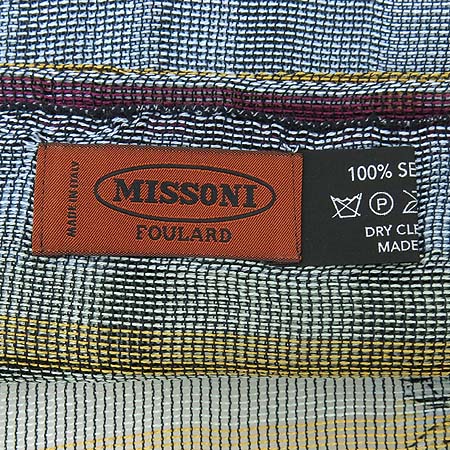 MADE IN ITALY
MISSONI
FOULARD
100% SE
P
DRY CLE
MADE